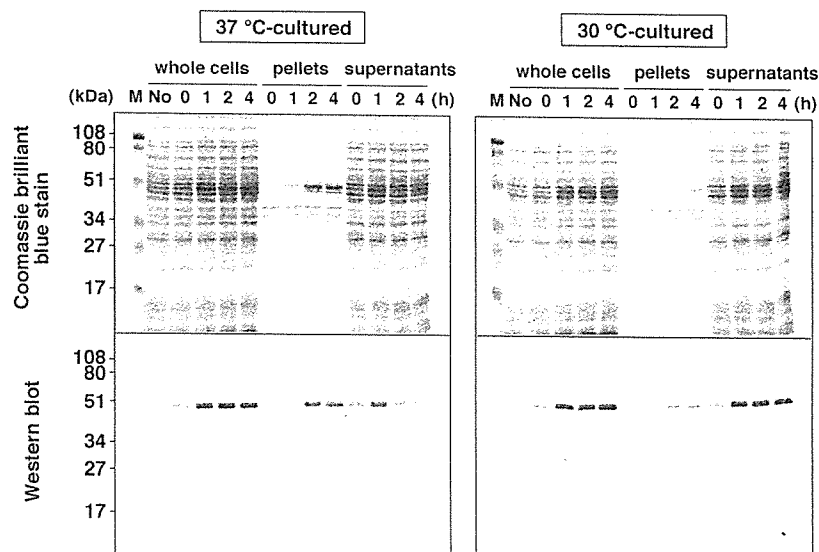 37 °C-cultured 30 °C-cultured
whole cells pellets supernatants whole cells pellets supernatants
(kDa) M No 0 1 2 4 0 1 2 4 0 1 2 4 (h) M No 0 1 2 4 0 1 2 4 0 1 2 4 (h)
Coomassie brilliant
blue stain
108
80
51
34
27
17
Western blot
108
80
51
34
27
17